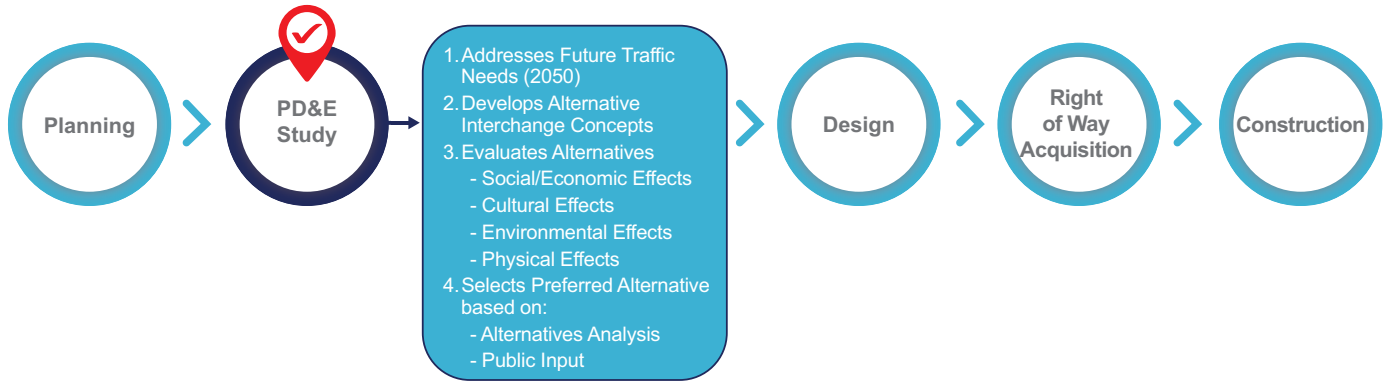 Planning
PD&E
Study
1. Addresses Future Traffic
Needs (2050)
2. Develops Alternative
Interchange Concepts
3. Evaluates Alternatives
- Social/Economic Effects
- Cultural Effects
- Environmental Effects
- Physical Effects
4. Selects Preferred Alternative
based on:
- Alternatives Analysis
- Public Input
Design
Right
of Way
Acquisition
Construction